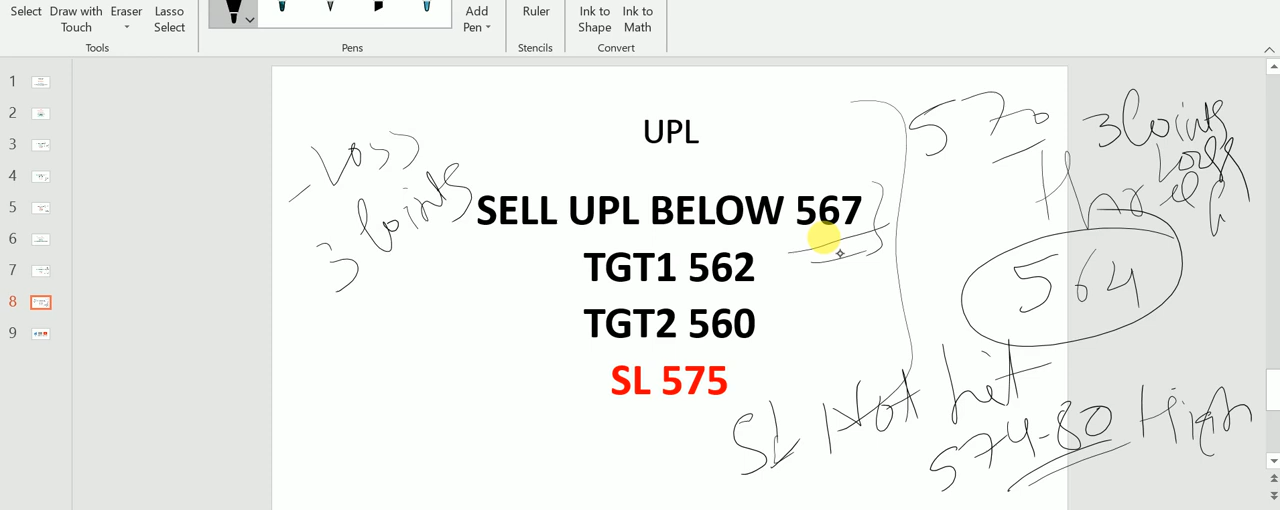 Select Draw with Touch Eraser Lasso Select Add Pen Ruler Ink to Shape Ink to Math
Tools Pens Stencils Convert
1
2
3
4
5
6
7
8
9
UPL
SELL UPL BELOW 567
TGT1 562
TGT2 560
SL 575
- Loss
3 Points
570
3 Points
564
SL Not hit
574-80 High